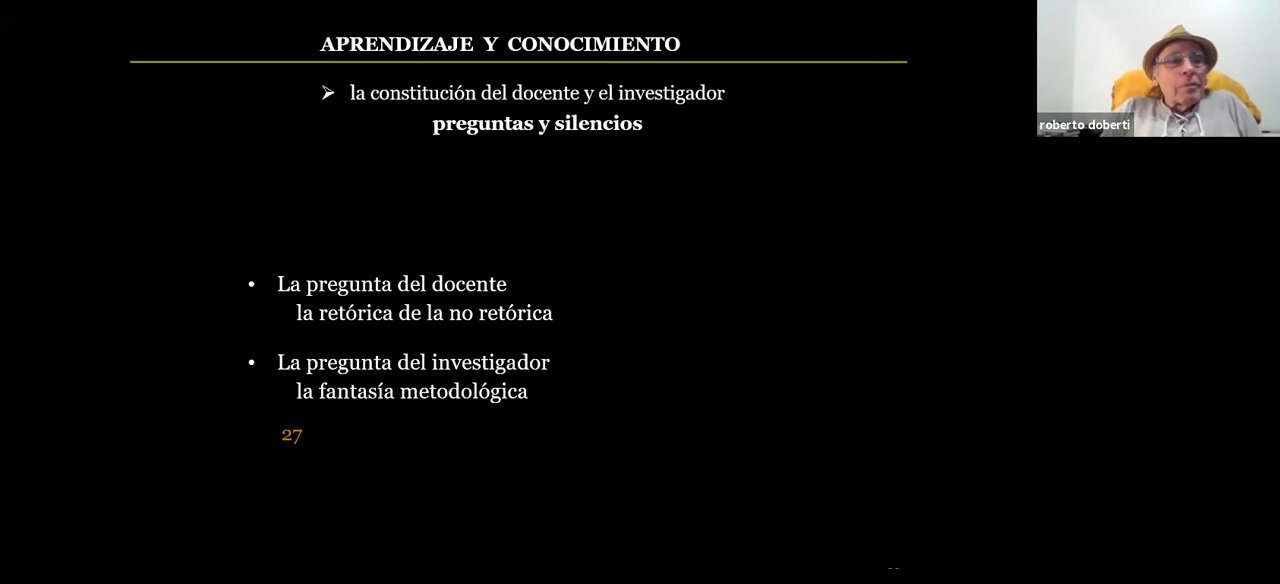 APRENDIZAJE Y CONOCIMIENTO
➢ la constitución del docente y el investigador
preguntas y silencios
roberto doberti
• La pregunta del docente
la retórica de la no retórica
• La pregunta del investigador
la fantasía metodológica
27